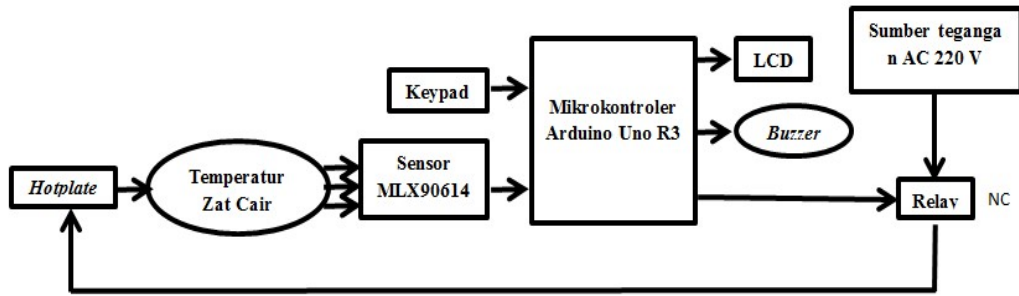 Sumber teganga
n AC 220 V
LCD
Keypad
Mikrokontroler
Arduino Uno R3
Buzzer
Sensor
MLX90614
Temperatur
Zat Cair
Hotplate
Relay
NC